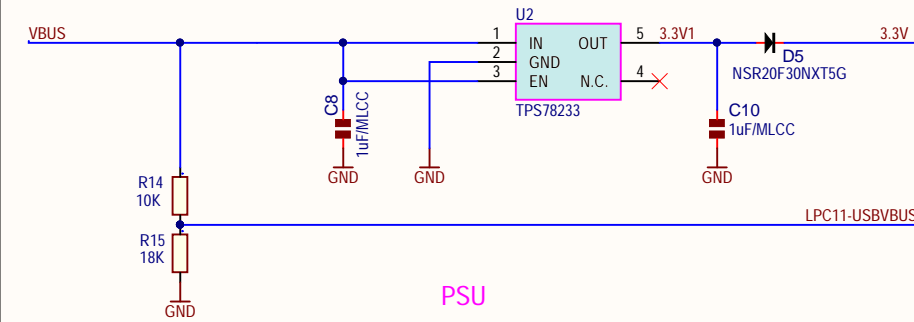 U2
VBUS
1
IN
OUT
5
3.3V1
3.3V
2
GND
3
EN
N.C.
4
D5
NSR20F30NXT5G
TPS78233
C8
1uF/MLCC
C10
1uF/MLCC
GND
GND
GND
R14
10K
LPC11-USBVBUS
R15
18K
GND
PSU